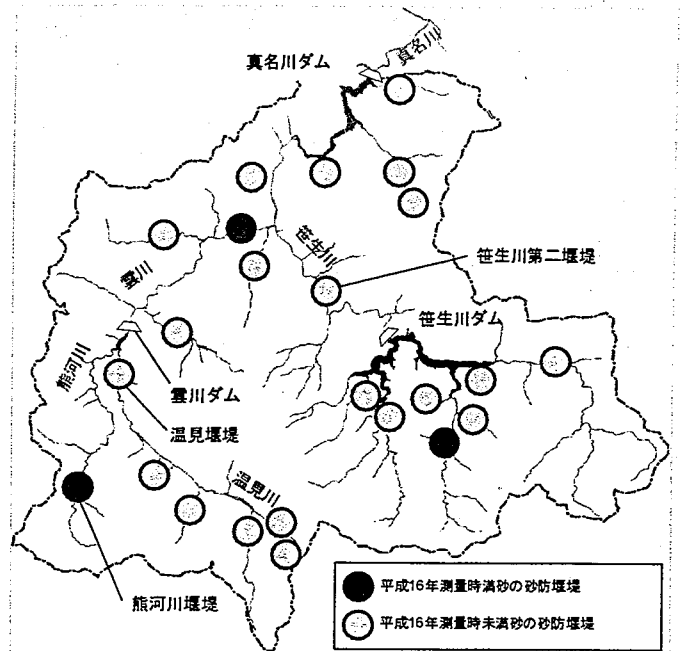 真名川ダム
真名川
笹生川
笹生川第二堰堤
雲川
笹生川ダム
熊河川
雲川ダム
温見堰堤
温見川
熊河川堰堤
平成16年測量時満砂の砂防堰堤
平成16年測量時未満砂の砂防堰堤